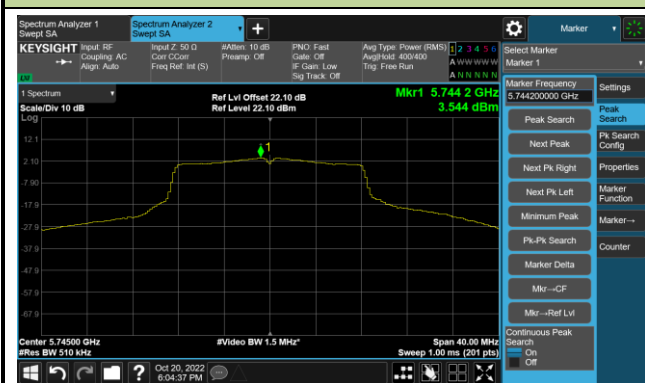 Spectrum Analyzer 1
Swept SA
Spectrum Analyzer 2
Swept SA
+
Marker
KEYSIGHT
Input: RF
Coupling: AC
Align: Auto
Input Z: 50 Ω
Corr CCorr
Freq Ref: Int (S)
#Atten: 10 dB
Preamp: Off
PNO: Fast
Gate: Off
IF Gain: Low
Sig Track: Off
Avg Type: Power (RMS)
Avg|Hold: 400/400
Trig: Free Run
1 2 3 4 5 6
A W W W W W
A N N N N N
LW
Select Marker
Marker 1
1 Spectrum
Scale/Div 10 dB
Log
Ref Lvl Offset 22.10 dB
Ref Level 22.10 dBm
Mkr1 5.744 2 GHz
3.544 dBm
12.1
2.10
-7.90
-17.9
-27.9
-37.9
-47.9
-57.9
-67.9
1
Center 5.74500 GHz
#Res BW 510 kHz
#Video BW 1.5 MHz*
Span 40.00 MHz
Sweep 1.00 ms (201 pts)
Marker Frequency
5.744200000 GHz
Peak Search
Next Peak
Next Pk Right
Next Pk Left
Minimum Peak
Pk-Pk Search
Marker Delta
Mkr→CF
Mkr→Ref Lvl
Continuous Peak
Search
On
Off
Settings
Peak
Search
Pk Search
Config
Properties
Marker
Function
Marker→
Counter
?
Oct 20, 2022
6:04:37 PM